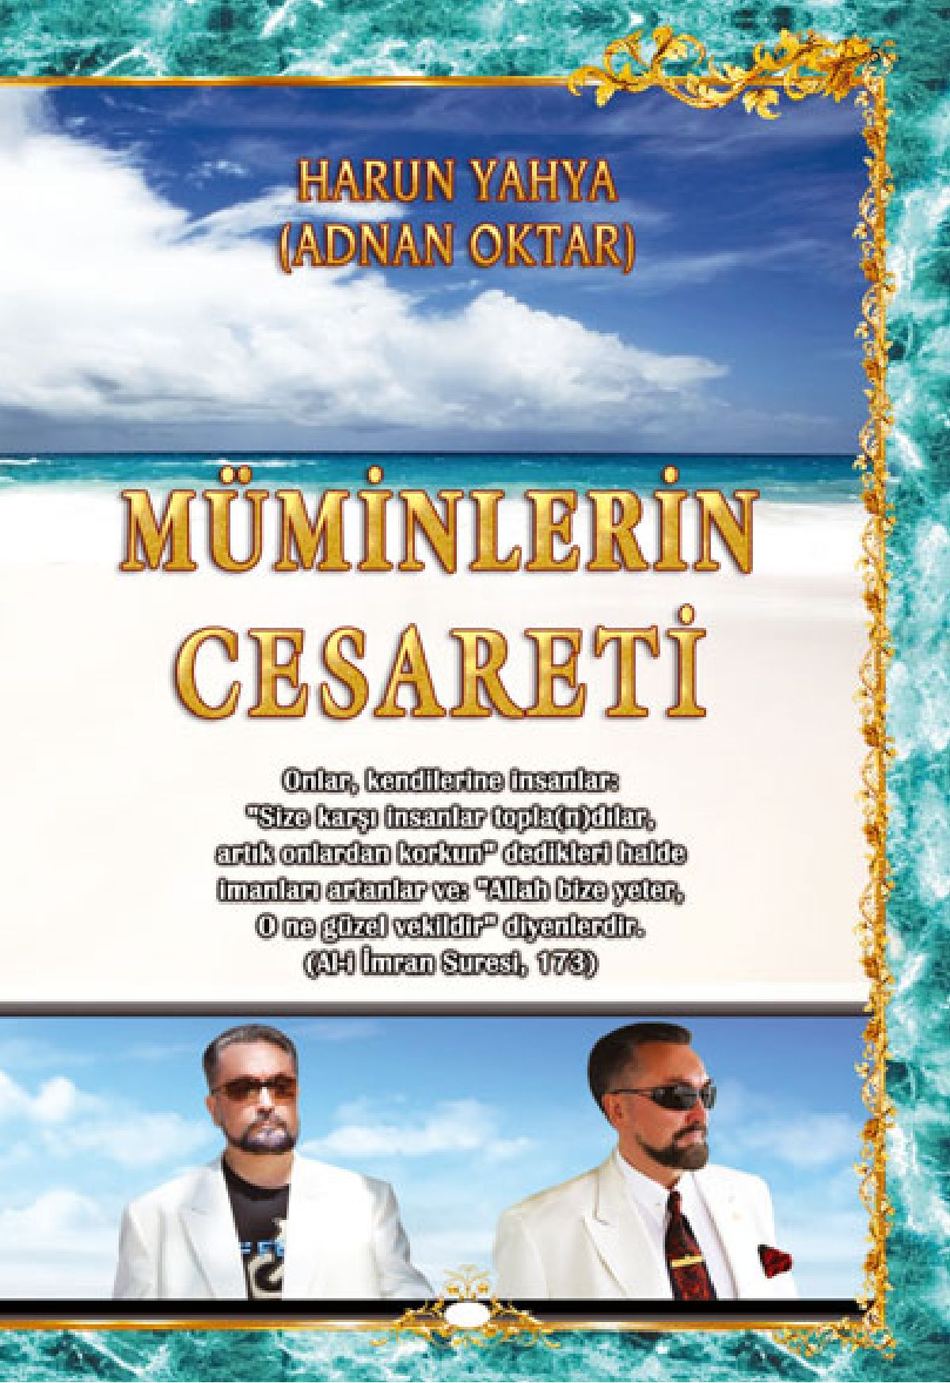 HARUN YAHYA
(ADNAN OKTAR)
MÜMİNLERİN
CESARETİ
Onlar, kendilerine insanlar:
"Size karşı insanlar topla(n)dılar,
artık onlardan korkun" dedikleri halde
imanları artanlar ve: "Allah bize yeter,
O ne güzel vekildir" diyenlerdir.
(Al-i İmran Suresi, 173)